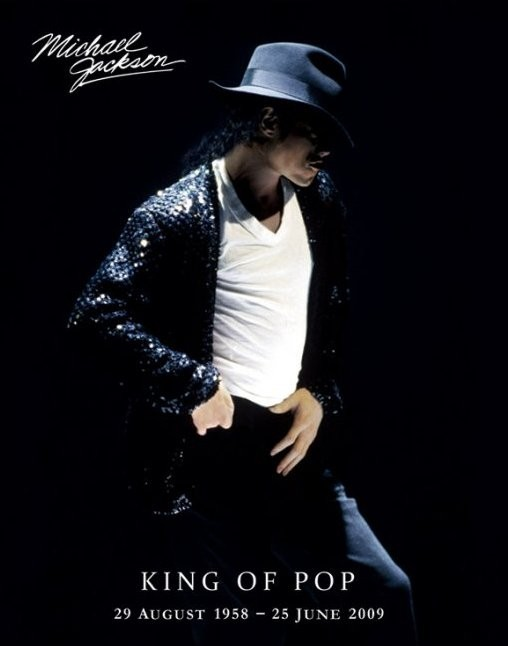 Michael
Jackson
KING OF POP
29 AUGUST 1958 – 25 JUNE 2009